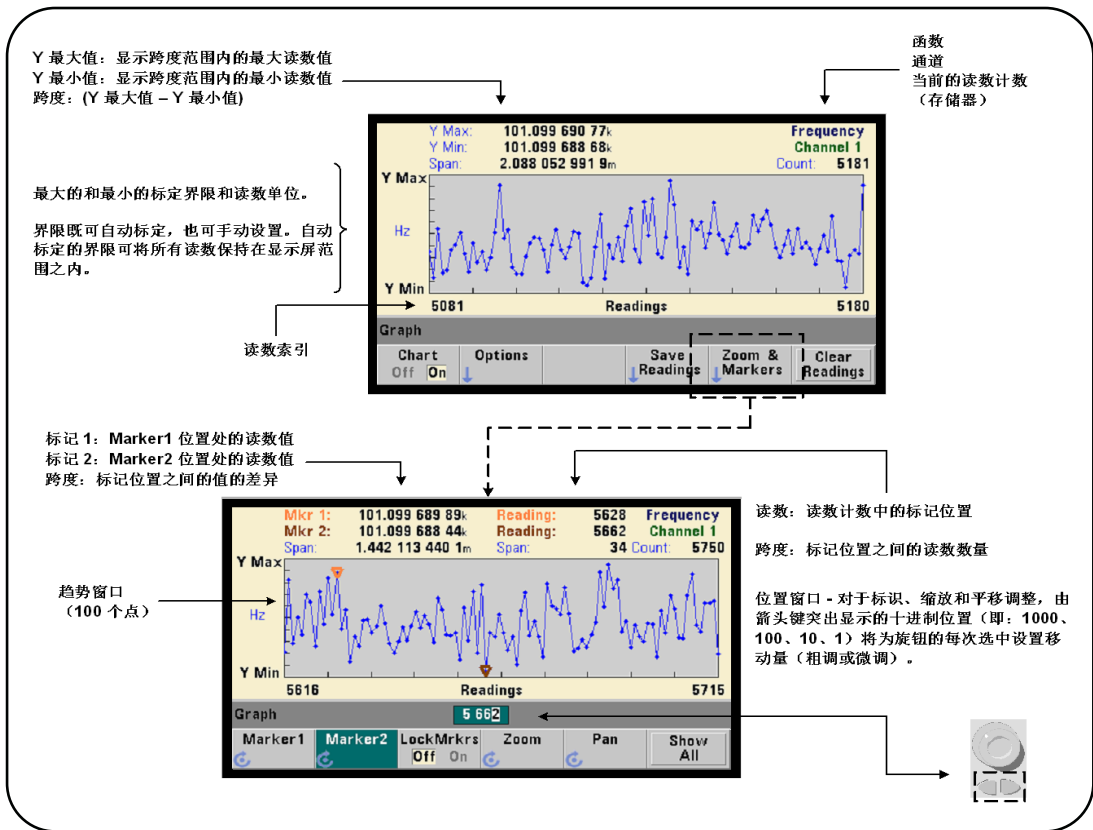 Y 最大值：显示跨度范围内的最大读数值
Y 最小值：显示跨度范围内的最小读数值
跨度：(Y 最大值 – Y 最小值)
函数
通道
当前的读数计数
（存储器）
Y Max: 101.099 690 77k Frequency
Y Min: 101.099 688 68k Channel 1
Span: 2.088 052 991 9m Count: 5181
Y Max
Hz
Y Min
5081 Readings 5180
Graph
Chart Options Save Zoom & Clear
Off On Readings Markers Readings
最大的和最小的标定界限和读数单位。
界限既可自动标定，也可手动设置。自动
标定的界限可将所有读数保持在显示屏范
围之内。
读数索引
标记 1：Marker1 位置处的读数值
标记 2：Marker2 位置处的读数值
跨度：标记位置之间的值的差异
Mkr 1: 101.099 689 89k Reading: 5628 Frequency
Mkr 2: 101.099 688 44k Reading: 5662 Channel 1
Span: 1.442 113 440 1m Span: 34 Count: 5750
Y Max
Hz
Y Min
5616 Readings 5715
Graph 5 662
Marker1 Marker2 LockMrkrs Zoom Pan Show
Off On All
趋势窗口
（100 个点）
读数：读数计数中的标记位置
跨度：标记位置之间的读数数量
位置窗口 - 对于标识、缩放和平移调整，由
箭头键突出显示的十进制位置（即：1000、
100、10、1）将为旋钮的每次选中设置移
动量（粗调或微调）。